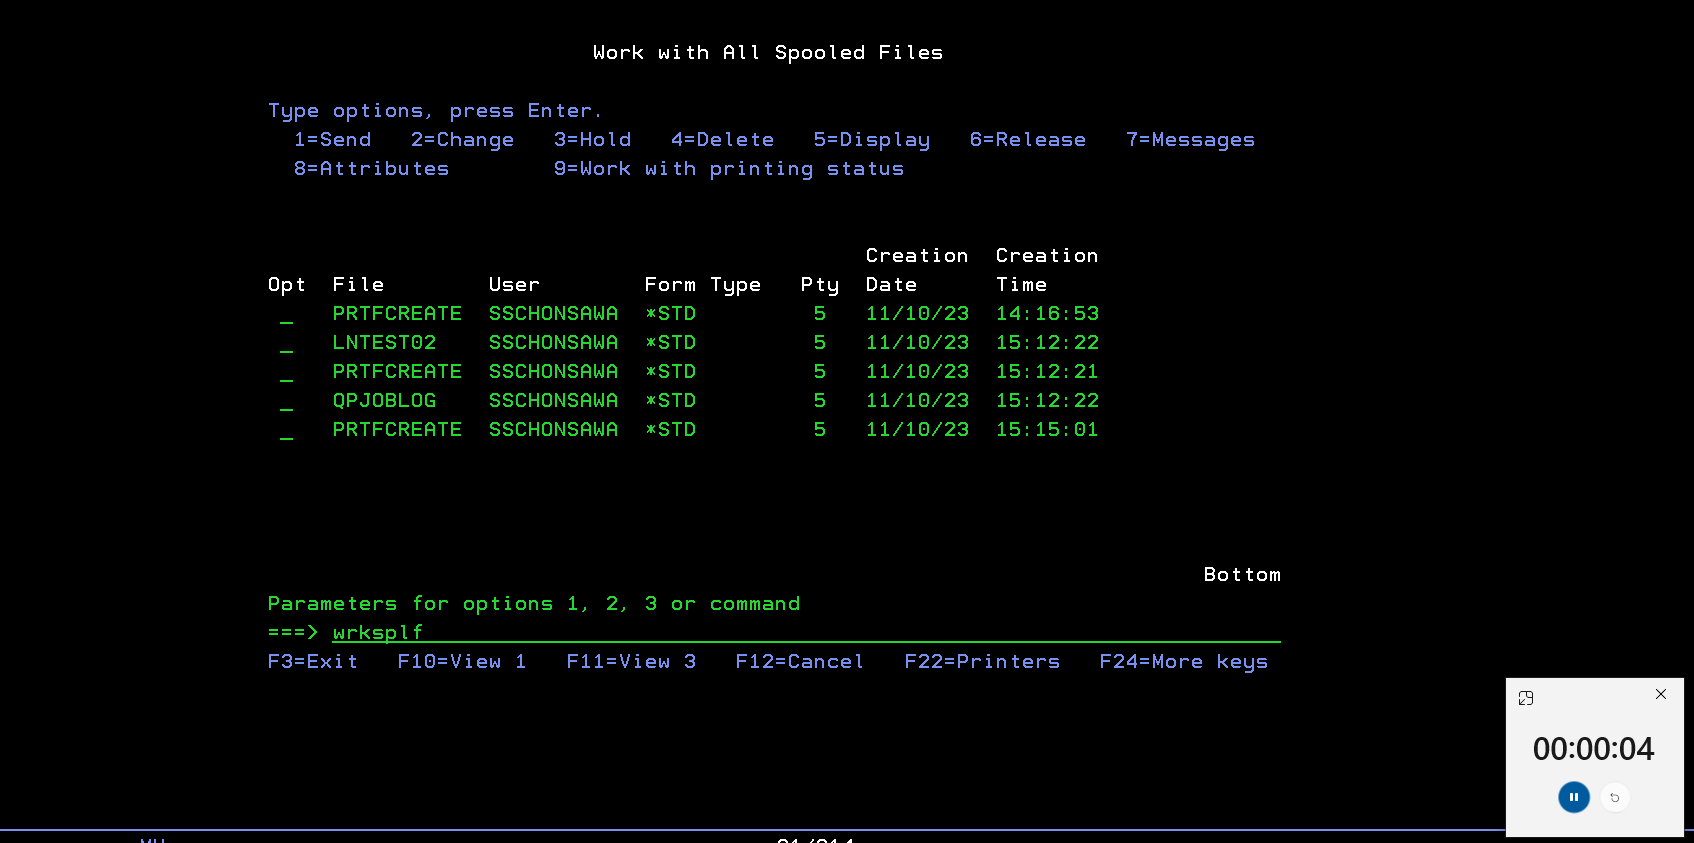 Work with All Spooled Files
Type options, press Enter.
1=Send 2=Change 3=Hold 4=Delete 5=Display 6=Release 7=Messages
8=Attributes 9=Work with printing status
Creation Creation
Opt File User Form Type Pty Date Time
_ PRTFCREATE SSCHONSAWA *STD 5 11/10/23 14:16:53
_ LNTEST02 SSCHONSAWA *STD 5 11/10/23 15:12:22
_ PRTFCREATE SSCHONSAWA *STD 5 11/10/23 15:12:21
_ QPJOBLOG SSCHONSAWA *STD 5 11/10/23 15:12:22
_ PRTFCREATE SSCHONSAWA *STD 5 11/10/23 15:15:01
Bottom
Parameters for options 1, 2, 3 or command
===> wrksplf
F3=Exit F10=View 1 F11=View 3 F12=Cancel F22=Printers F24=More keys
00:00:04